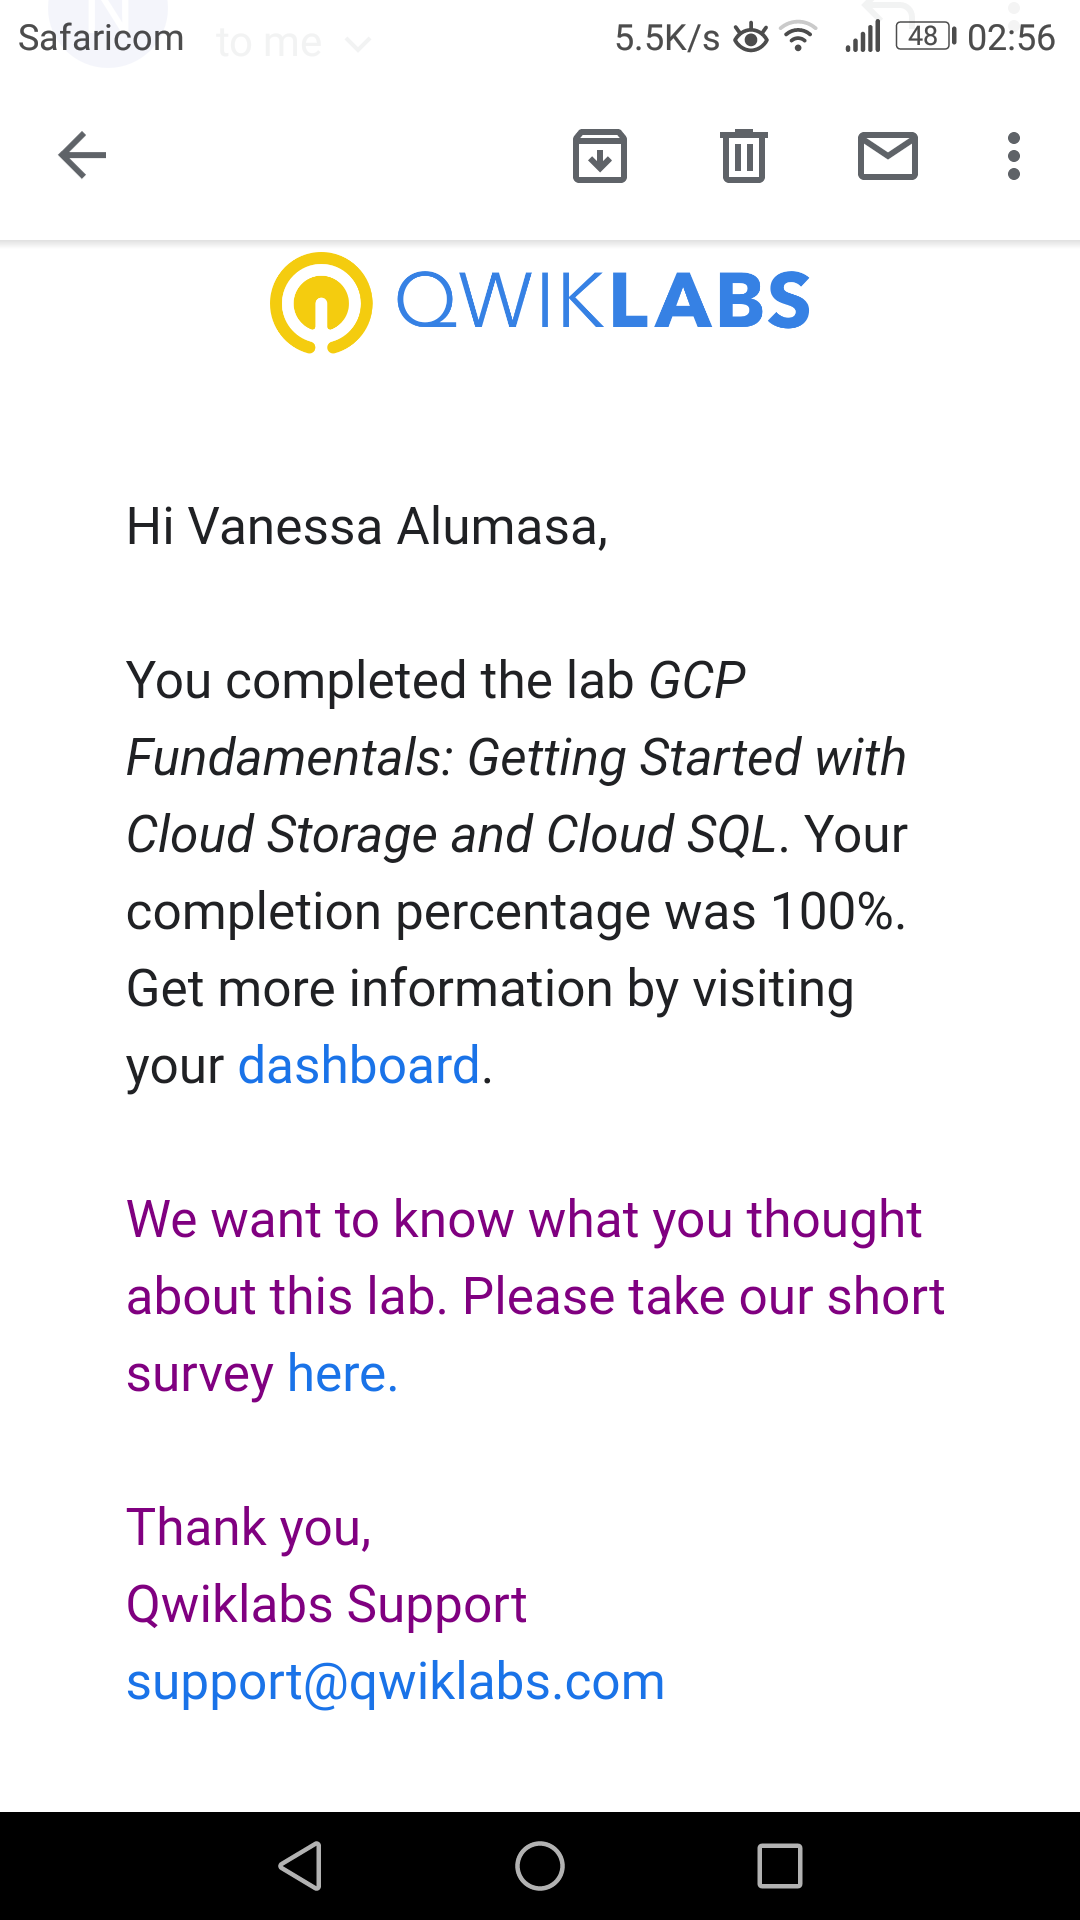 Safaricom to me 5.5K/s 48 02:56
N
QWIKLABS
Hi Vanessa Alumasa,
You completed the lab GCP
Fundamentals: Getting Started with
Cloud Storage and Cloud SQL. Your
completion percentage was 100%.
Get more information by visiting
your dashboard.
We want to know what you thought
about this lab. Please take our short
survey here.
Thank you,
Qwiklabs Support
support@qwiklabs.com